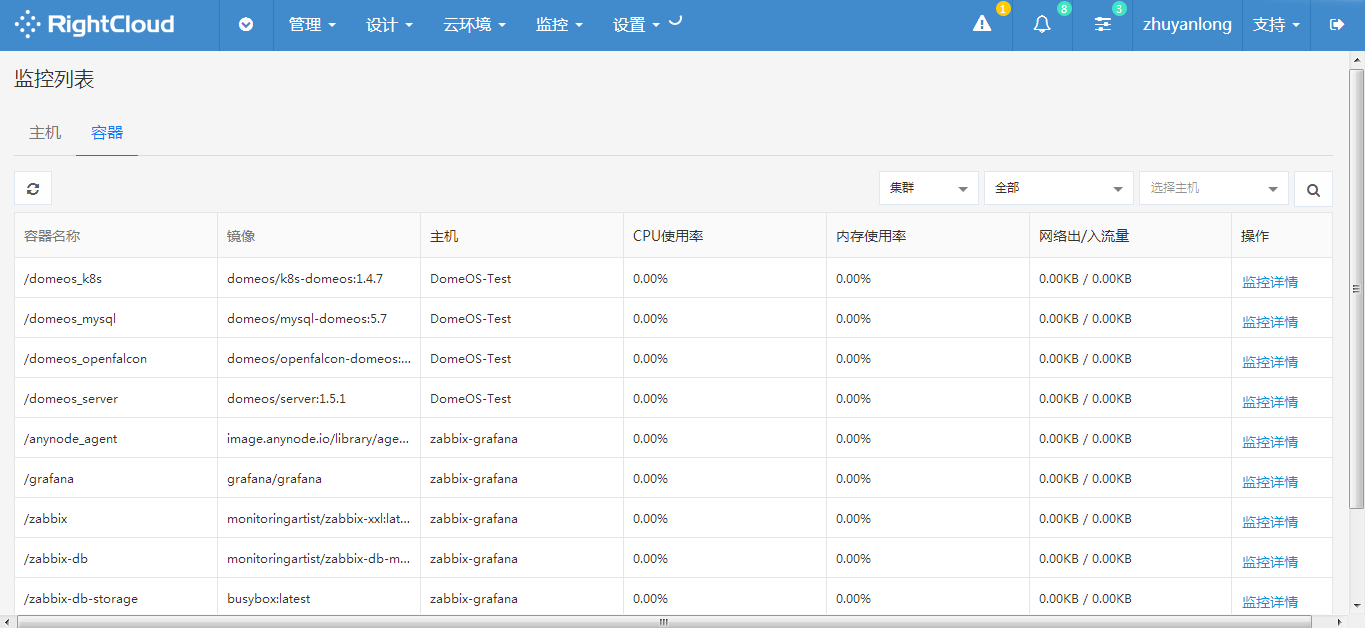 RightCloud 管理 设计 云环境 监控 设置 1 8 3 zhuyanlong 支持
监控列表
主机 容器
集群 全部 选择主机
容器名称 镜像 主机 CPU使用率 内存使用率 网络出/入流量 操作
/domeos_k8s domeos/k8s-domeos:1.4.7 DomeOS-Test 0.00% 0.00% 0.00KB / 0.00KB 监控详情
/domeos_mysql domeos/mysql-domeos:5.7 DomeOS-Test 0.00% 0.00% 0.00KB / 0.00KB 监控详情
/domeos_openfalcon domeos/openfalcon-domeos:... DomeOS-Test 0.00% 0.00% 0.00KB / 0.00KB 监控详情
/domeos_server domeos/server:1.5.1 DomeOS-Test 0.00% 0.00% 0.00KB / 0.00KB 监控详情
/anynode_agent image.anynode.io/library/age... zabbix-grafana 0.00% 0.00% 0.00KB / 0.00KB 监控详情
/grafana grafana/grafana zabbix-grafana 0.00% 0.00% 0.00KB / 0.00KB 监控详情
/zabbix monitoringartist/zabbix-xxl:lat... zabbix-grafana 0.00% 0.00% 0.00KB / 0.00KB 监控详情
/zabbix-db monitoringartist/zabbix-db-m... zabbix-grafana 0.00% 0.00% 0.00KB / 0.00KB 监控详情
/zabbix-db-storage busybox:latest zabbix-grafana 0.00% 0.00% 0.00KB / 0.00KB 监控详情